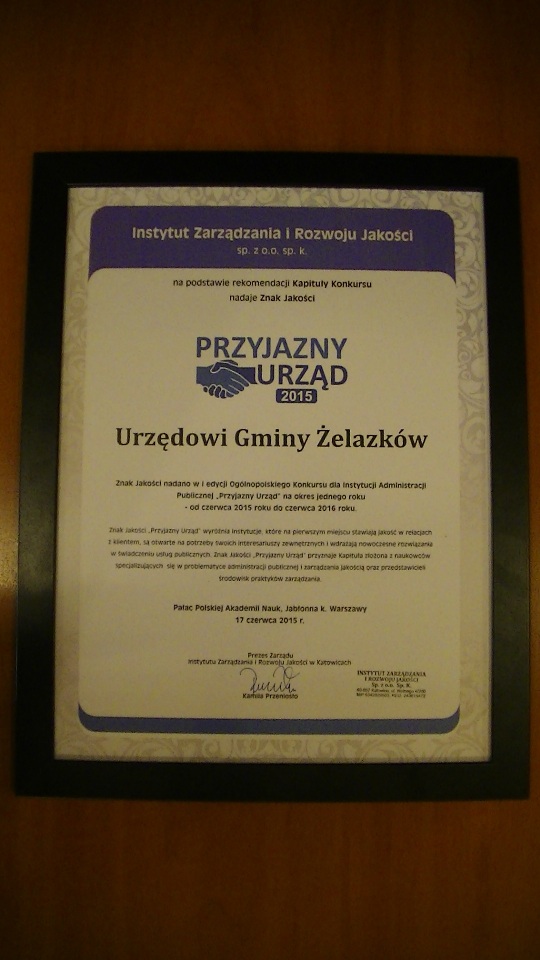 Instytut Zarządzania i Rozwoju Jakości
sp. z o.o. sp. k.
na podstawie rekomendacji Kapituły Konkursu
nadaje Znak Jakości
PRZYJAZNY
URZĄD
2015
Urzędowi Gminy Żelazków
Znak Jakości nadano w I edycji Ogólnopolskiego Konkursu dla Instytucji Administracji
Publicznej „Przyjazny Urząd” na okres jednego roku
- od czerwca 2015 roku do czerwca 2016 roku.
Znak Jakości „Przyjazny Urząd” wyróżnia instytucje, które na pierwszym miejscu stawiają jakość w relacjach
z klientem, są otwarte na potrzeby swoich interesariuszy zewnętrznych i wdrażają nowoczesne rozwiązania
w świadczeniu usług publicznych. Znak Jakości „Przyjazny Urząd” przyznaje Kapituła złożona z naukowców
specjalizujących się w problematyce administracji publicznej i zarządzania jakością oraz przedstawicieli
środowisk praktyków zarządzania.
Pałac Polskiej Akademii Nauk, Jabłonna k. Warszawy
17 czerwca 2015 r.
Prezes Zarządu
Instytutu Zarządzania i Rozwoju Jakości w Katowicach
Kamila Przeniosło
INSTYTUT ZARZĄDZANIA
I ROZWOJU JAKOŚCI
Sp. z o.o. Sp. K.